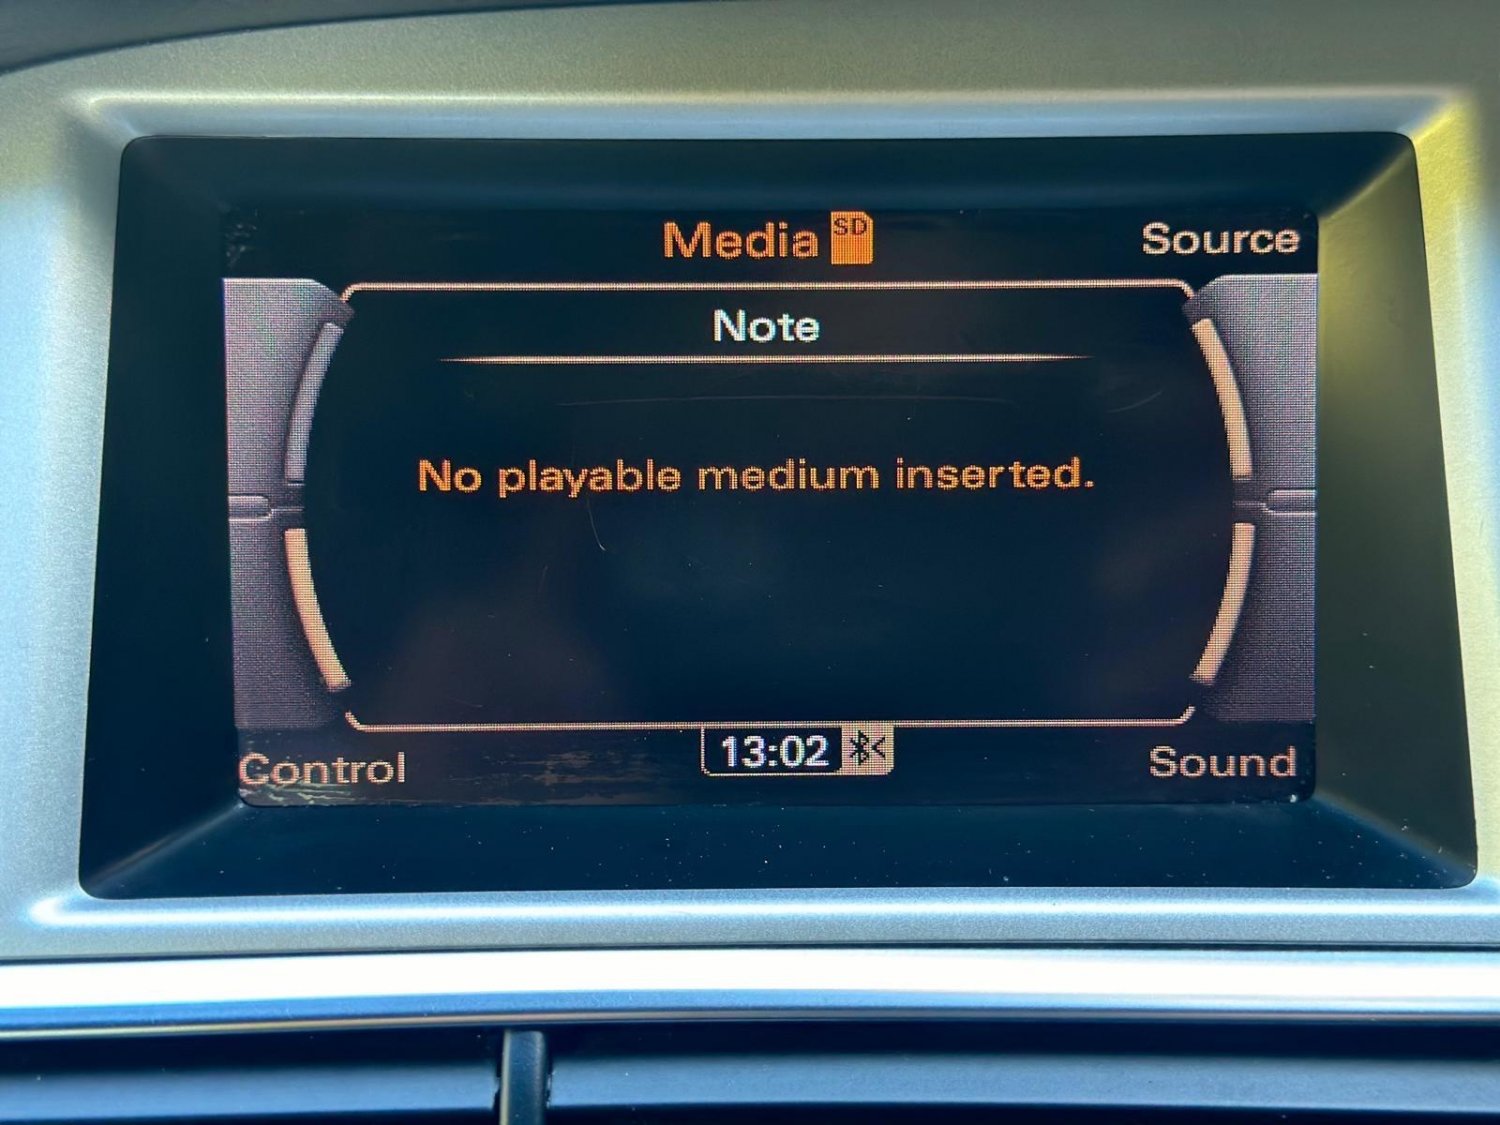 Media SD
Source
Note
No playable medium inserted.
Control
13:02
Sound